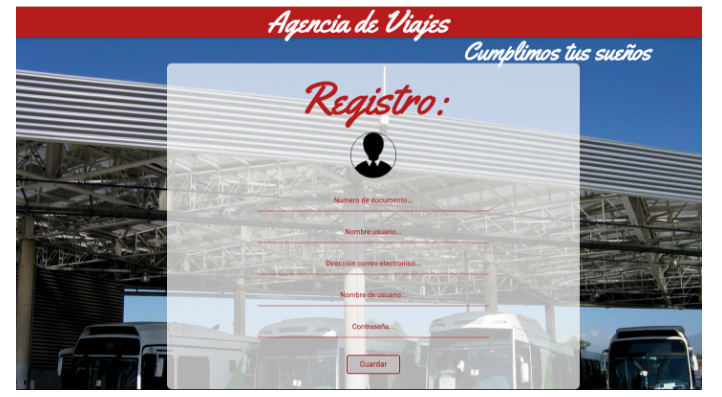 Agencia de Viajes
Cumplimos tus sueños
Registro:
Numero de documento...
Nombre usuario...
Dirección correo electronico...
Nombre de usuario...
Contraseña...
Guardar